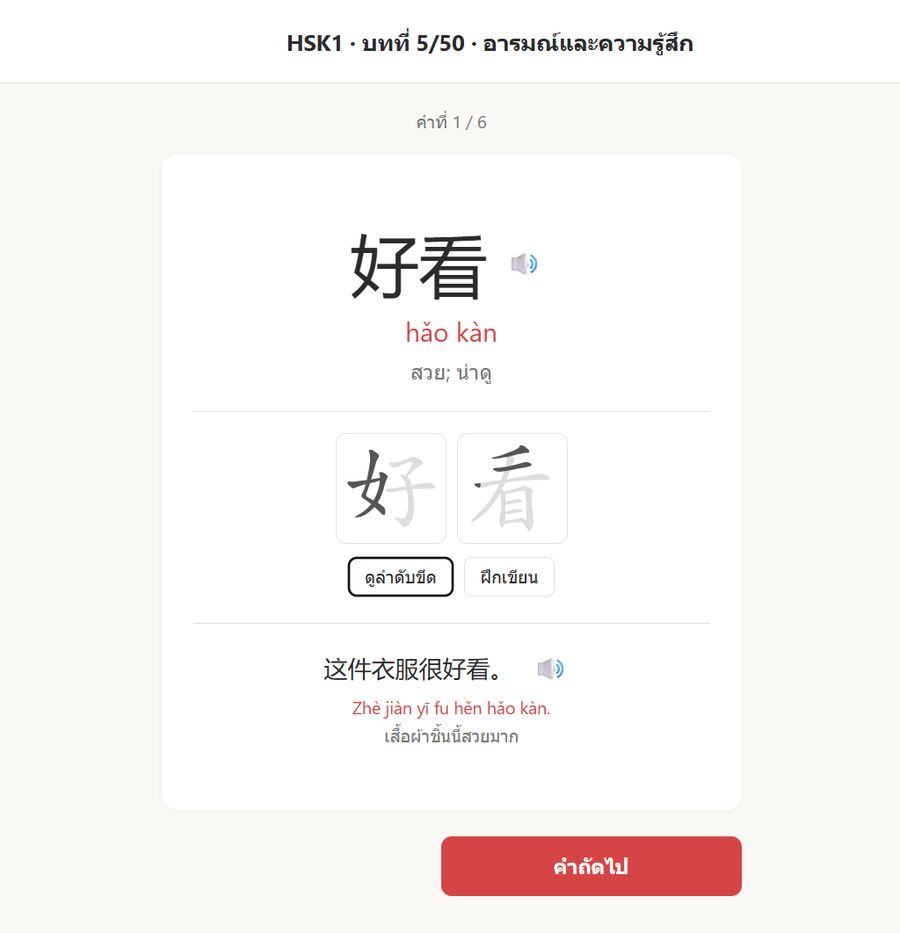 HSK1 · บทที่ 5/50 · อารมณ์และความรู้สึก
คำที่ 1 / 6
好看
hǎo kàn
สวย; น่าดู
好 看
ดูลำดับขีด ฝึกเขียน
这件衣服很好看。
Zhè jiàn yī fu hěn hǎo kàn.
เสื้อผ้าชิ้นนี้สวยมาก
คำถัดไป